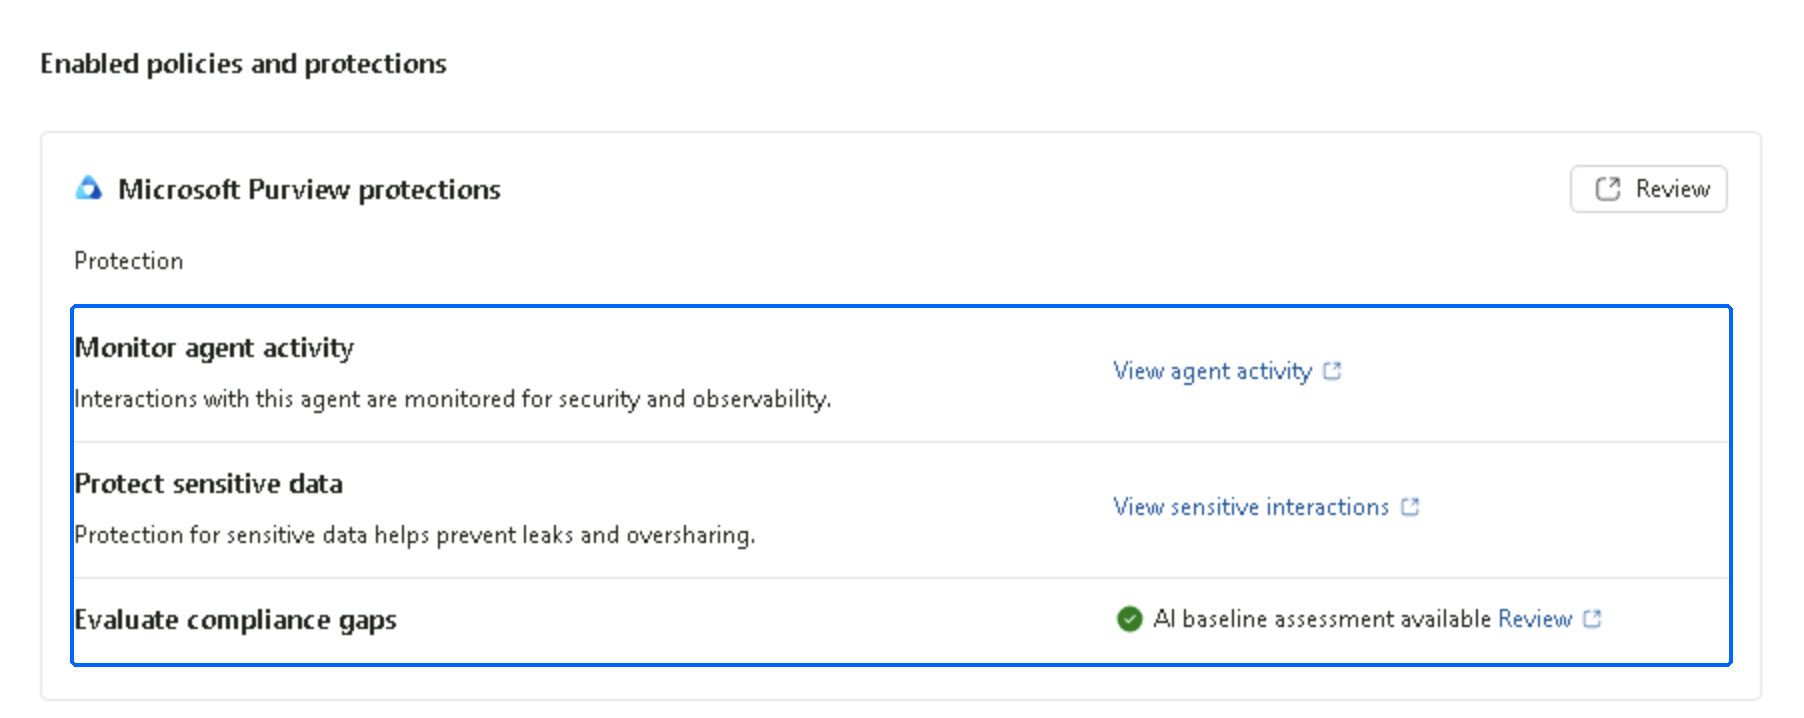 Enabled policies and protections
Microsoft Purview protections
Review
Protection
Monitor agent activity
Interactions with this agent are monitored for security and observability.
View agent activity
Protect sensitive data
Protection for sensitive data helps prevent leaks and oversharing.
View sensitive interactions
Evaluate compliance gaps
AI baseline assessment available Review